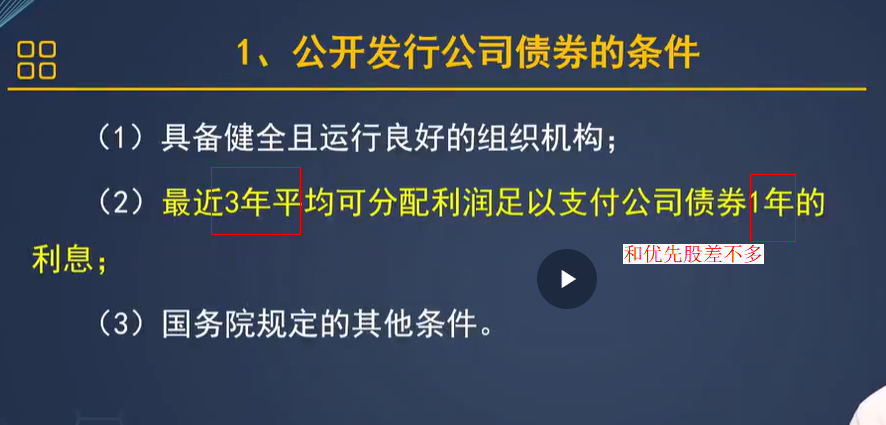 1、公开发行公司债券的条件
（1）具备健全且运行良好的组织机构；
（2）最近3年平均可分配利润足以支付公司债券1年的
利息；
和优先股差不多
（3）国务院规定的其他条件。